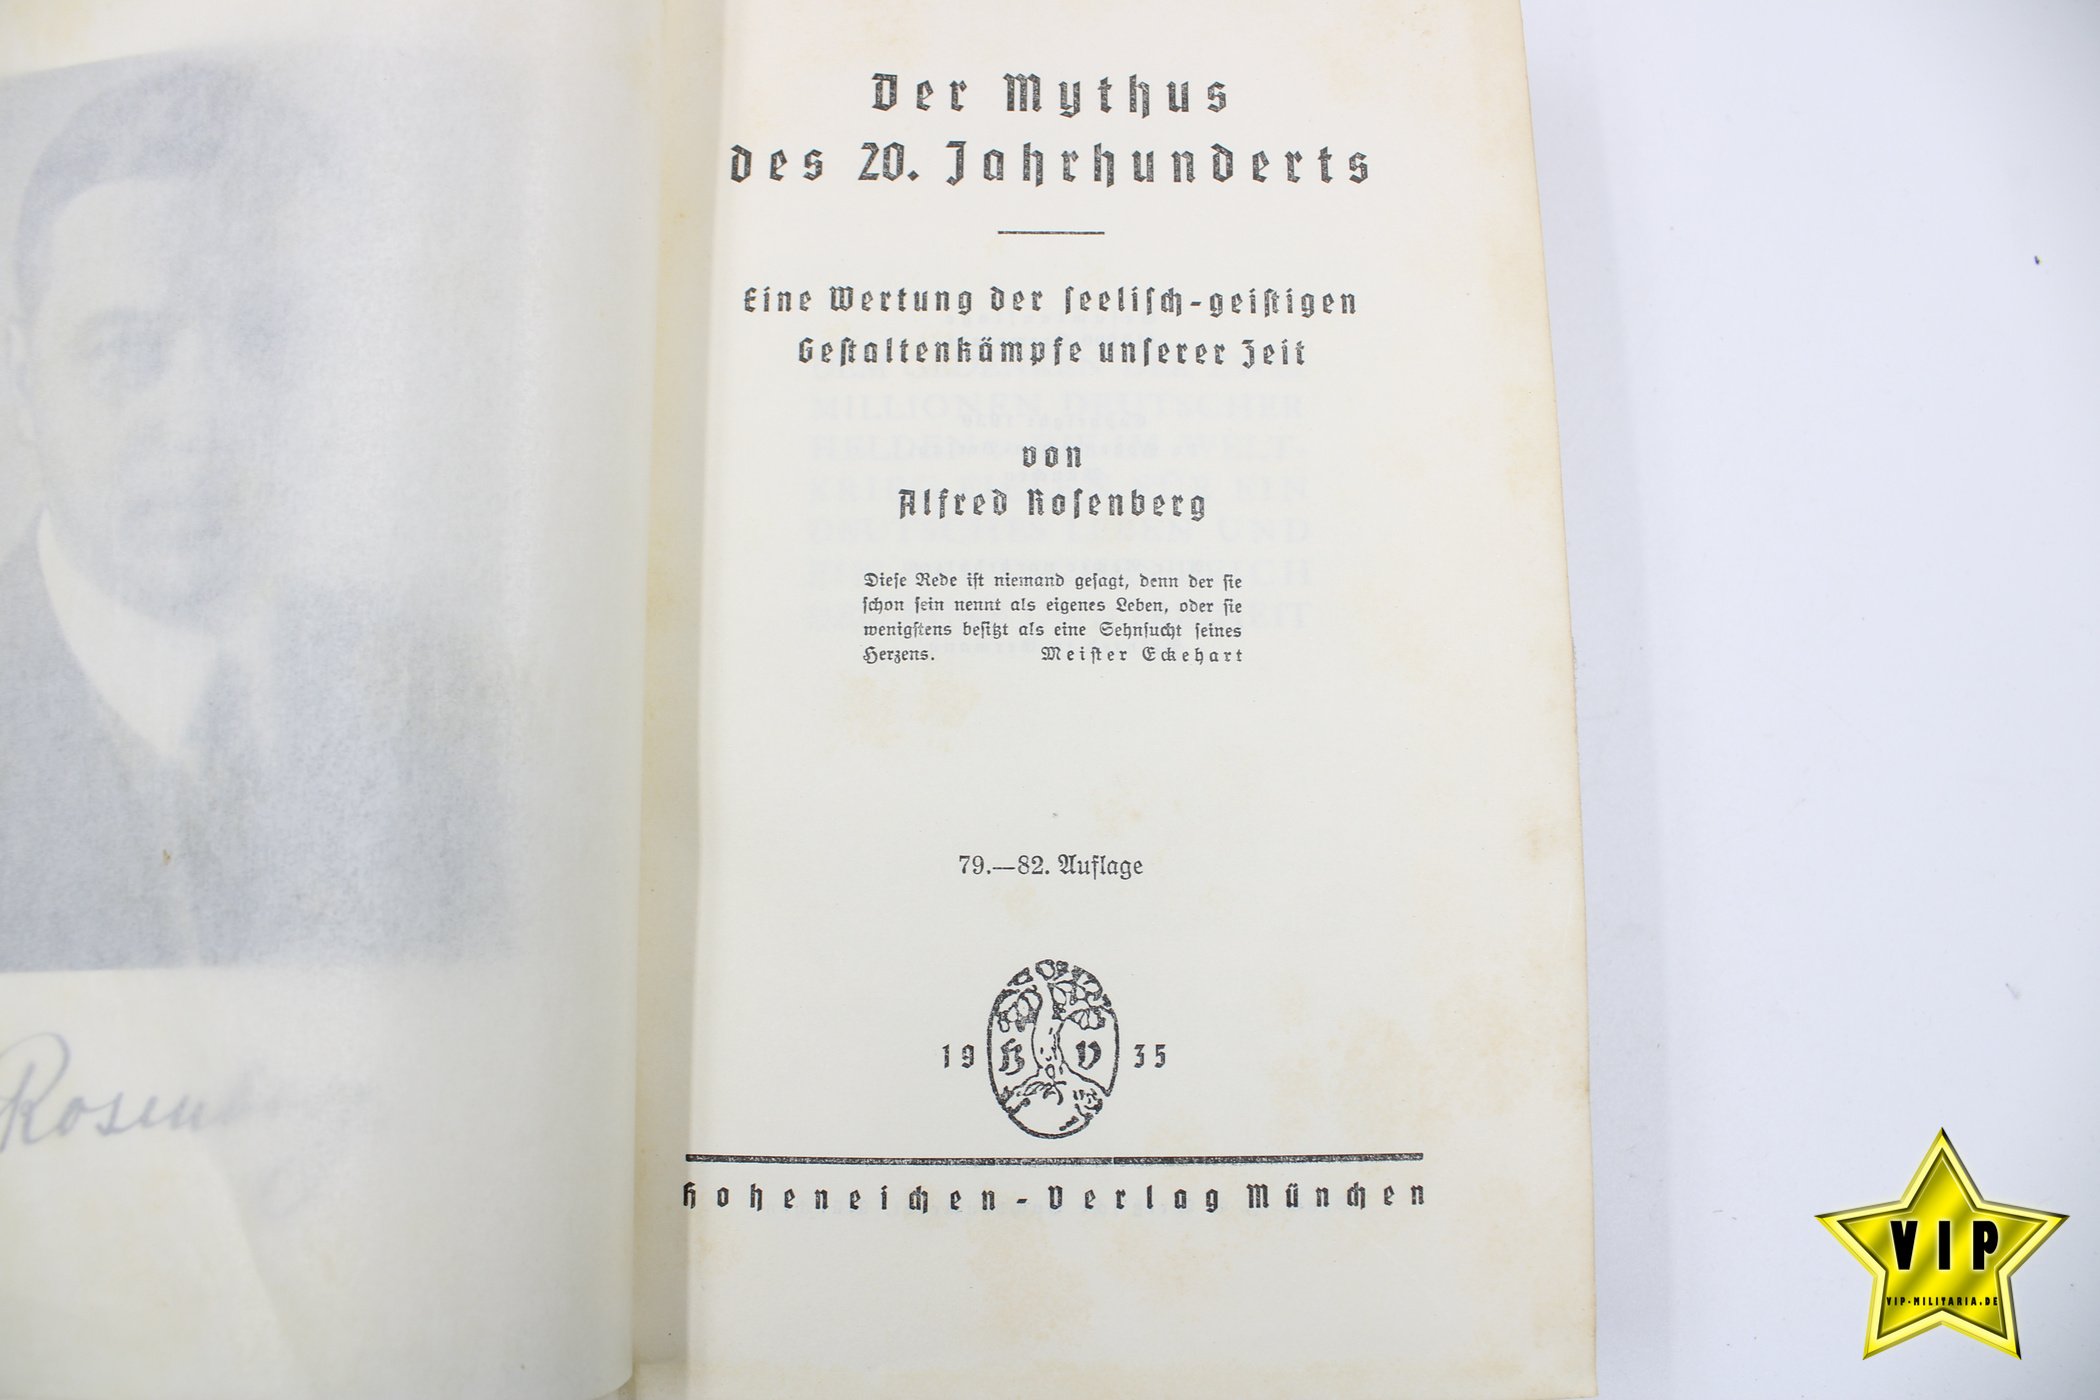 Der Mythus
des 20. Jahrhunderts
Eine Wertung der seelisch-geistigen
Gestaltenkämpfe unserer Zeit
von
Alfred Rosenberg
Diese Rede ist niemand gesagt, denn der sie
schon sein nennt als eigenes Leben, oder sie
wenigstens besitzt als eine Sehnsucht seines
Herzens. Meister Eckehart
79.—82. Auflage
19 H V 35
Hoheneichen-Verlag München
Rosen
VIP
VIP-MILITARIA.DE